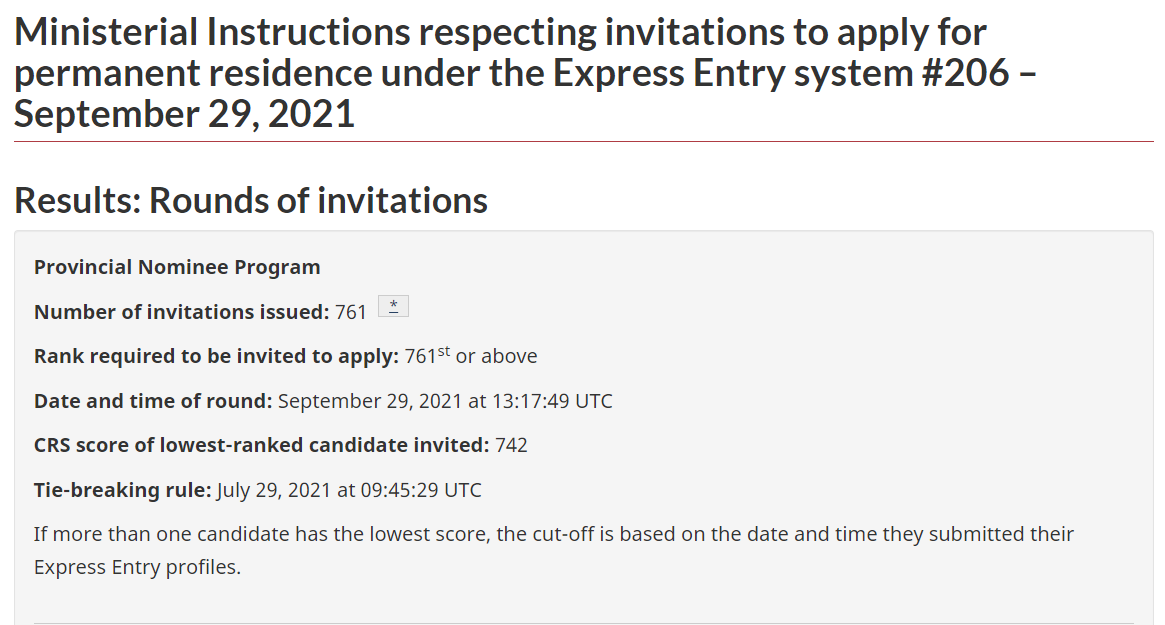 Ministerial Instructions respecting invitations to apply for
permanent residence under the Express Entry system #206 –
September 29, 2021
Results: Rounds of invitations
Provincial Nominee Program
Number of invitations issued: 761 *
Rank required to be invited to apply: 761st or above
Date and time of round: September 29, 2021 at 13:17:49 UTC
CRS score of lowest-ranked candidate invited: 742
Tie-breaking rule: July 29, 2021 at 09:45:29 UTC
If more than one candidate has the lowest score, the cut-off is based on the date and time they submitted their
Express Entry profiles.